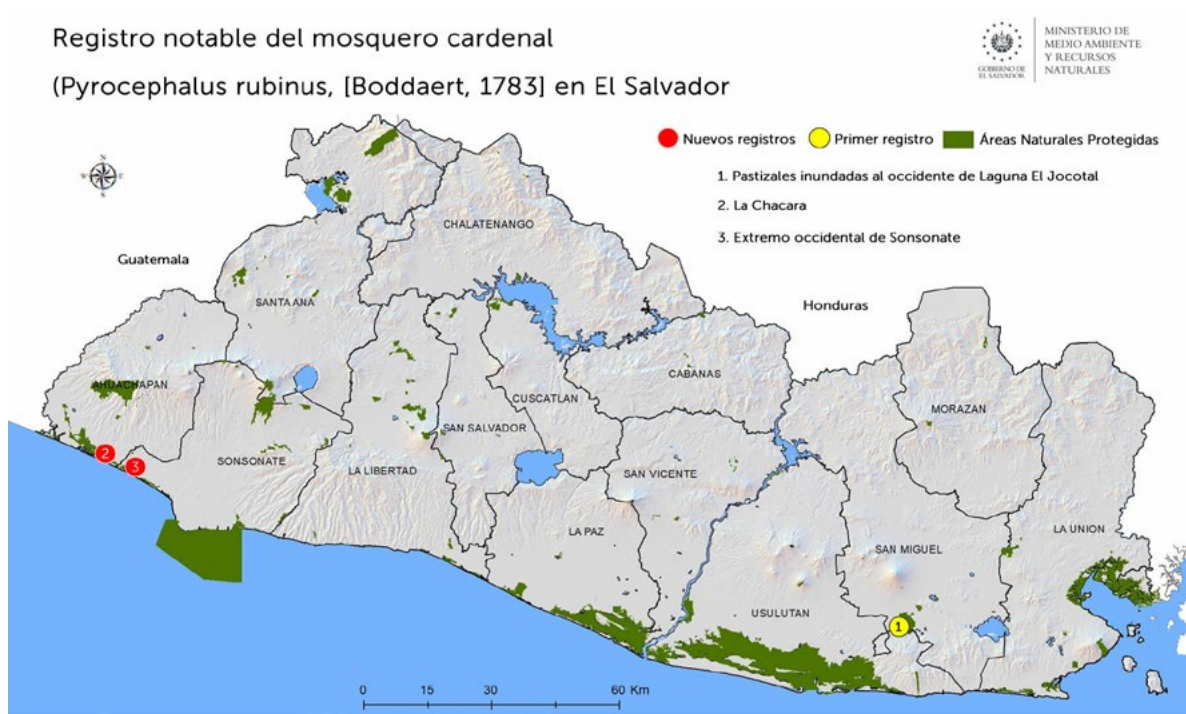 Registro notable del mosquero cardenal
(Pyrocephalus rubinus, [Boddaert, 1783] en El Salvador
GOBIERNO DE
EL SALVADOR
MINISTERIO DE
MEDIO AMBIENTE
Y RECURSOS
NATURALES
Nuevos registros
Primer registro
Áreas Naturales Protegidas
1. Pastizales inundadas al occidente de Laguna El Jocotal
2. La Chacara
3. Extremo occidental de Sonsonate
N
W
E
S
CHALATENANGO
Guatemala
SANTA ANA
Honduras
AHUACHAPAN
CABANAS
CUSCATLAN
MORAZAN
SAN SALVADOR
2
3
SONSONATE
LA LIBERTAD
SAN VICENTE
LA PAZ
LA UNION
SAN MIGUEL
USULUTAN
1
0 15 30 60 Km